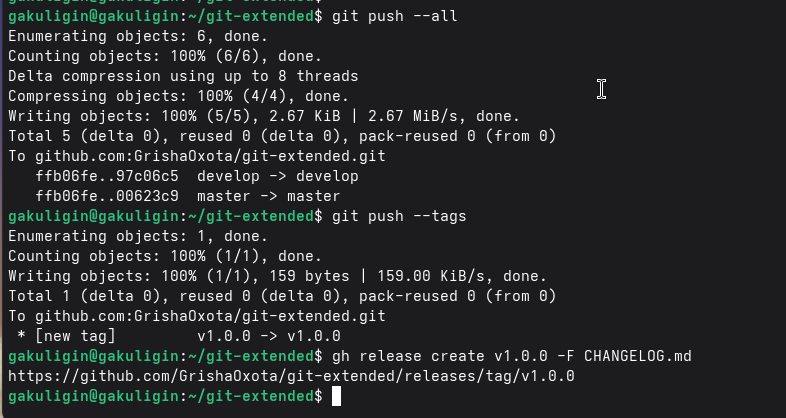 gakuligin@gakuligin:~/git-extended$ git push --all
Enumerating objects: 6, done.
Counting objects: 100% (6/6), done.
Delta compression using up to 8 threads
Compressing objects: 100% (4/4), done.
Writing objects: 100% (5/5), 2.67 KiB | 2.67 MiB/s, done.
Total 5 (delta 0), reused 0 (delta 0), pack-reused 0 (from 0)
To github.com:GrishaOxota/git-extended.git
   ffb06fe..97c06c5  develop -> develop
   ffb06fe..00623c9  master -> master
gakuligin@gakuligin:~/git-extended$ git push --tags
Enumerating objects: 1, done.
Counting objects: 100% (1/1), done.
Writing objects: 100% (1/1), 159 bytes | 159.00 KiB/s, done.
Total 1 (delta 0), reused 0 (delta 0), pack-reused 0 (from 0)
To github.com:GrishaOxota/git-extended.git
 * [new tag]         v1.0.0 -> v1.0.0
gakuligin@gakuligin:~/git-extended$ gh release create v1.0.0 -F CHANGELOG.md
https://github.com/GrishaOxota/git-extended/releases/tag/v1.0.0
gakuligin@gakuligin:~/git-extended$